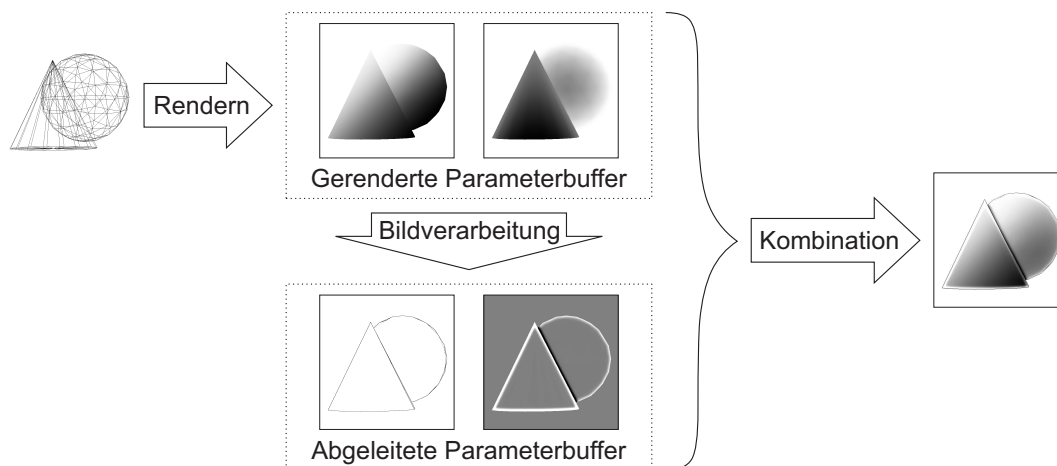 Rendern
Gerenderte Parameterbuffer
Bildverarbeitung
Kombination
Abgeleitete Parameterbuffer